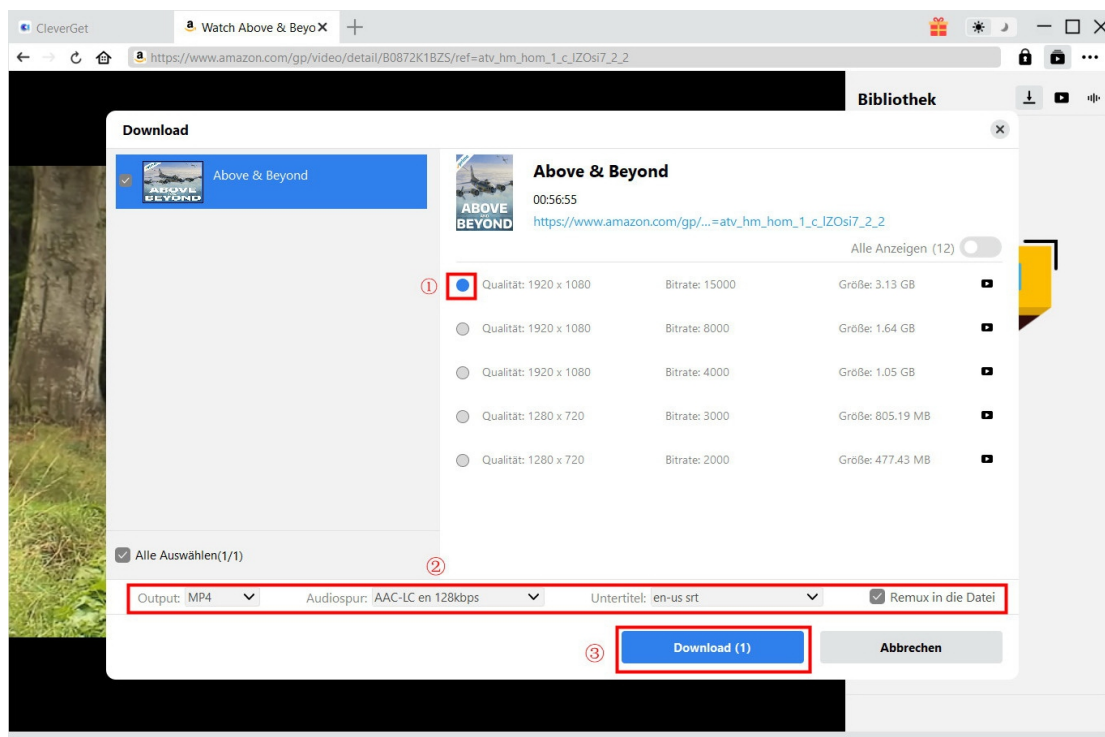 CleverGet
Watch Above & Beyo
https://www.amazon.com/gp/video/detail/B0872K1BZS/ref=atv_hm_hom_1_c_lZOsi7_2_2
Bibliothek
Download
Above & Beyond
ABOVE
BEYOND
ABOVE
AND
BEYOND
Above & Beyond
00:56:55
https://www.amazon.com/gp/...=atv_hm_hom_1_c_lZOsi7_2_2
Alle Anzeigen (12)
① Qualität: 1920 x 1080 Bitrate: 15000 Größe: 3.13 GB
Qualität: 1920 x 1080 Bitrate: 8000 Größe: 1.64 GB
Qualität: 1920 x 1080 Bitrate: 4000 Größe: 1.05 GB
Qualität: 1280 x 720 Bitrate: 3000 Größe: 805.19 MB
Qualität: 1280 x 720 Bitrate: 2000 Größe: 477.43 MB
Alle Auswählen(1/1)
②
Output: MP4 Audiospur: AAC-LC en 128kbps Untertitel: en-us srt Remux in die Datei
③ Download (1) Abbrechen